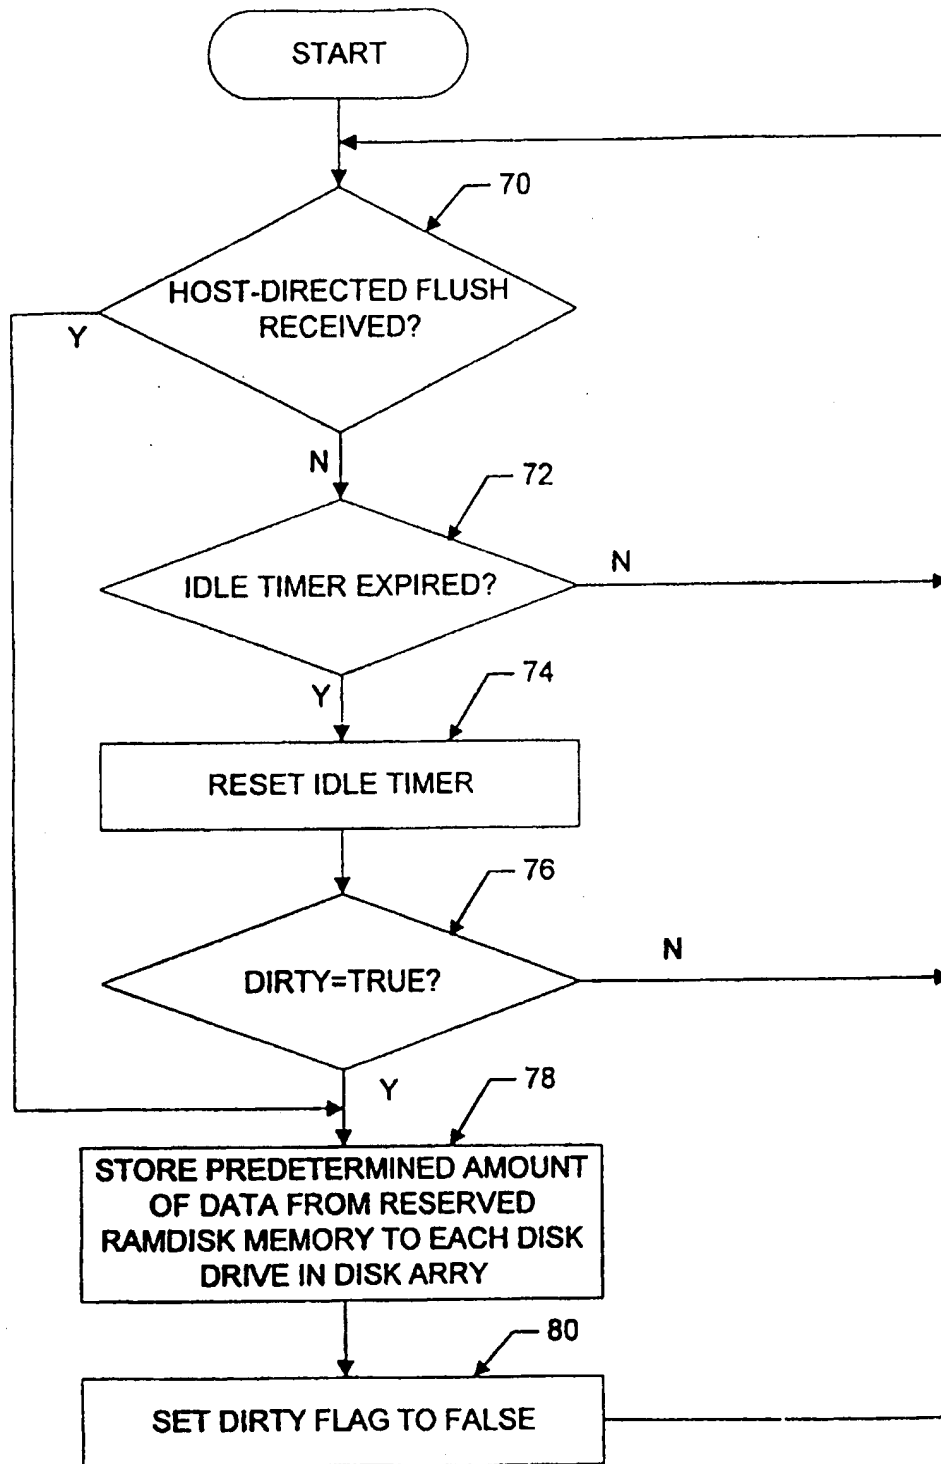 START
70
HOST-DIRECTED FLUSH
RECEIVED?
Y
N
72
IDLE TIMER EXPIRED?
N
Y
74
RESET IDLE TIMER
76
DIRTY=TRUE?
N
Y
78
STORE PREDETERMINED AMOUNT
OF DATA FROM RESERVED
RAMDISK MEMORY TO EACH DISK
DRIVE IN DISK ARRY
80
SET DIRTY FLAG TO FALSE